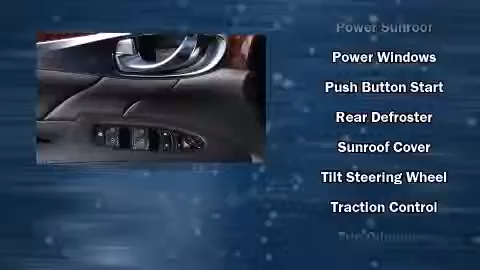 Power Sunroof
Power Windows
Push Button Start
Rear Defroster
Sunroof Cover
Tilt Steering Wheel
Traction Control